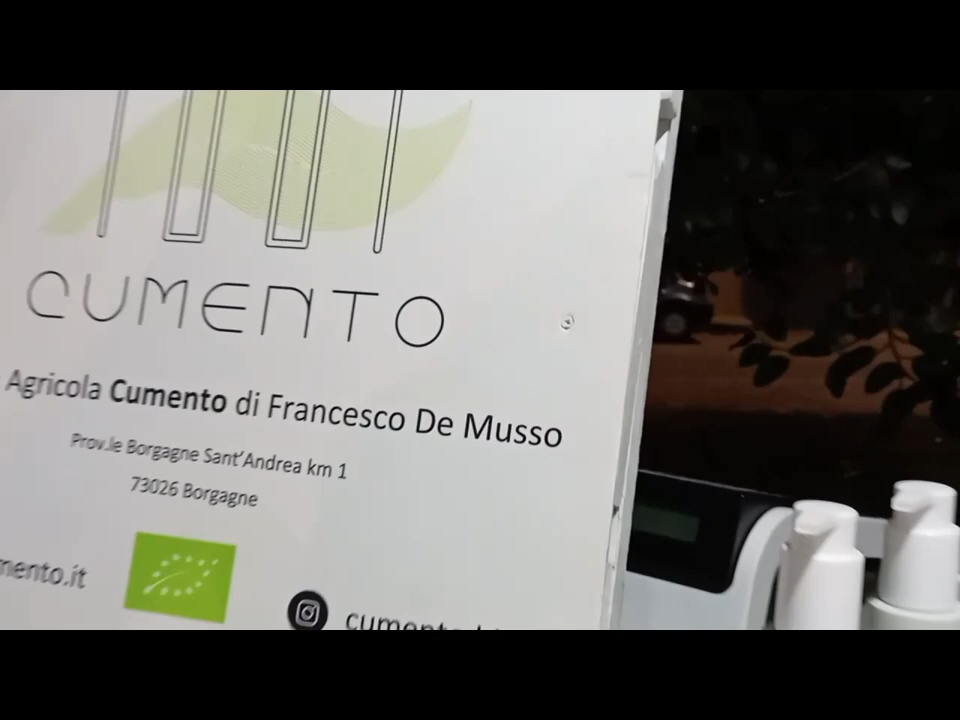 CUMENTO
Agricola Cumento di Francesco De Musso
Prov.le Borgagne Sant'Andrea km 1
73026 Borgagne
mento.it